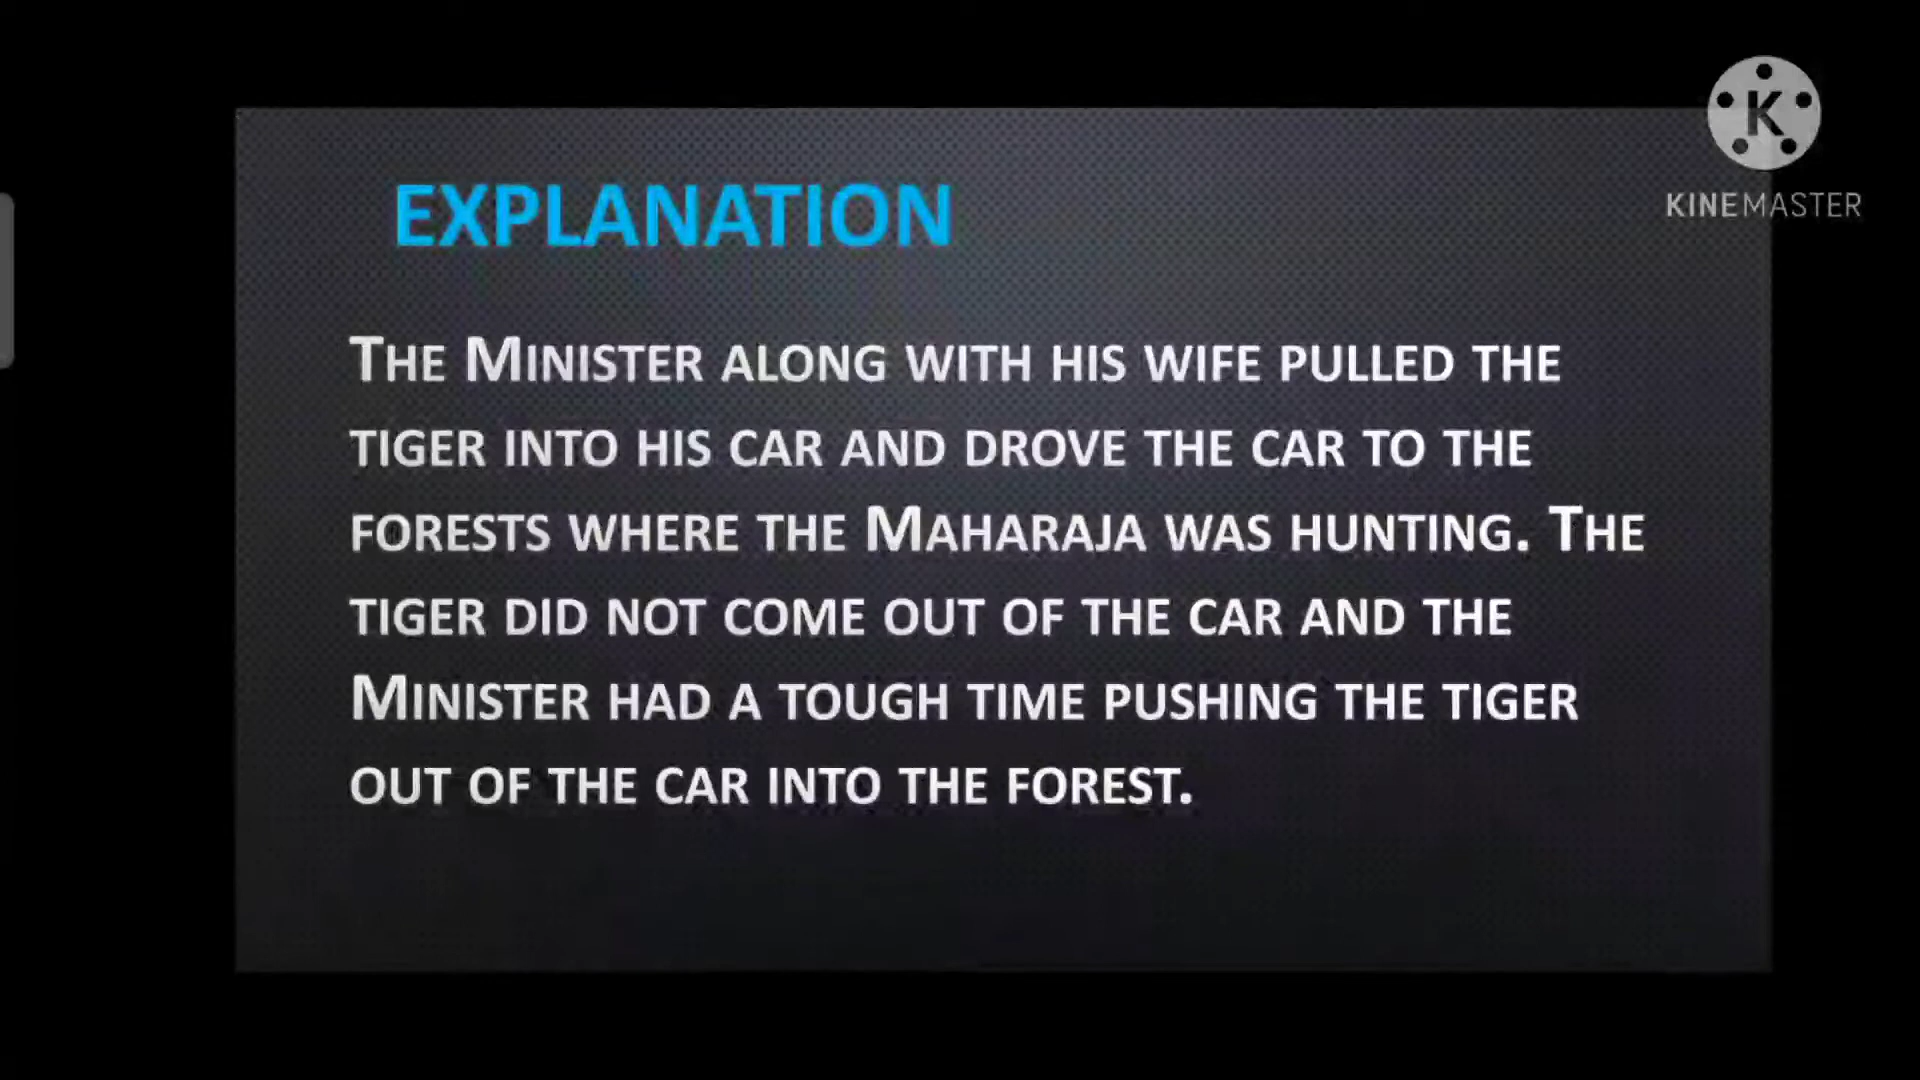 K
KINEMASTER
EXPLANATION
THE MINISTER ALONG WITH HIS WIFE PULLED THE
TIGER INTO HIS CAR AND DROVE THE CAR TO THE
FORESTS WHERE THE MAHARAJA WAS HUNTING. THE
TIGER DID NOT COME OUT OF THE CAR AND THE
MINISTER HAD A TOUGH TIME PUSHING THE TIGER
OUT OF THE CAR INTO THE FOREST.